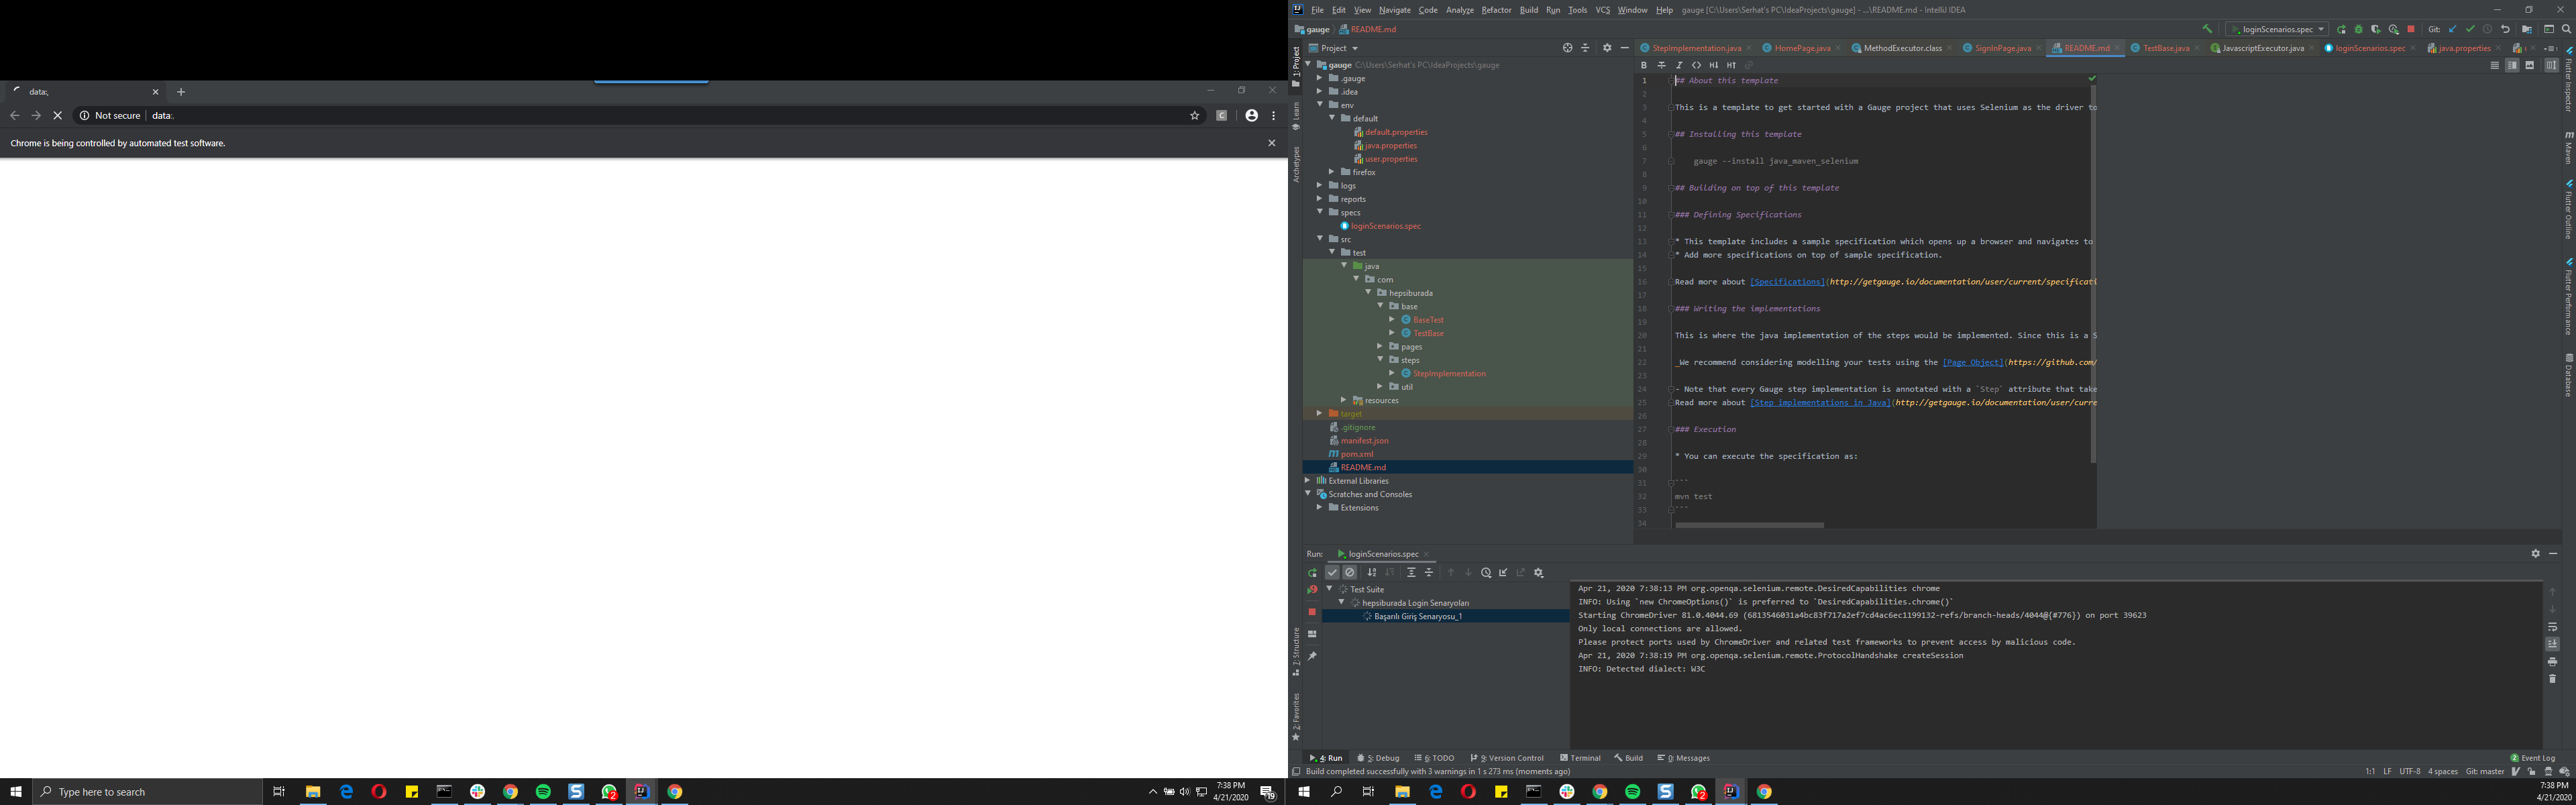 data:,
Not secure
data:,
Chrome is being controlled by automated test software.
File Edit View Navigate Code Analyze Refactor Build Run Tools VCS Window Help gauge [C:\Users\Serhat's PC\IdeaProjects\gauge] - ...\README.md - IntelliJ IDEA
gauge README.md
loginScenarios.spec
Git:
Project
StepImplementation.java HomePage.java MethodExecutor.class SignInPage.java README.md TestBase.java JavascriptExecutor.java loginScenarios.spec java.properties
1: Project
Learn
Archetypes
7: Structure
2: Favorites
gauge C:\Users\Serhat's PC\IdeaProjects\gauge
.gauge
.idea
env
default
default.properties
java.properties
user.properties
firefox
logs
reports
specs
loginScenarios.spec
src
test
java
com
hepsiburada
base
BaseTest
TestBase
pages
steps
StepImplementation
util
resources
target
.gitignore
manifest.json
pom.xml
README.md
External Libraries
Scratches and Consoles
Extensions
B I H↓ H↑
1 ## About this template
2
3 This is a template to get started with a Gauge project that uses Selenium as the driver to
4
5 ## Installing this template
6
7 gauge --install java_maven_selenium
8
9 ## Building on top of this template
10
11 ### Defining Specifications
12
13 * This template includes a sample specification which opens up a browser and navigates to
14 * Add more specifications on top of sample specification.
15
16 Read more about [Specifications](http://getgauge.io/documentation/user/current/specificati
17
18 ### Writing the implementations
19
20 This is where the java implementation of the steps would be implemented. Since this is a S
21
22 _We recommend considering modelling your tests using the [Page Object](https://github.com/
23
24 - Note that every Gauge step implementation is annotated with a `Step` attribute that take
25 Read more about [Step implementations in Java](http://getgauge.io/documentation/user/curre
26
27 ### Execution
28
29 * You can execute the specification as:
30
31 ```
32 mvn test
33 ```
34
Flutter Inspector
Maven
Flutter Outline
Flutter Performance
Database
Run: loginScenarios.spec
Test Suite
hepsiburada Login Senaryoları
Başarılı Giriş Senaryosu_1
Apr 21, 2020 7:38:13 PM org.openqa.selenium.remote.DesiredCapabilities chrome
INFO: Using `new ChromeOptions()` is preferred to `DesiredCapabilities.chrome()`
Starting ChromeDriver 81.0.4044.69 (6813546031a4bc83f717a2ef7cd4ac6ec1199132-refs/branch-heads/4044@{#776}) on port 39623
Only local connections are allowed.
Please protect ports used by ChromeDriver and related test frameworks to prevent access by malicious code.
Apr 21, 2020 7:38:19 PM org.openqa.selenium.remote.ProtocolHandshake createSession
INFO: Detected dialect: W3C
4: Run 5: Debug 6: TODO 9: Version Control Terminal Build 0: Messages Event Log
Build completed successfully with 3 warnings in 1 s 273 ms (moments ago)
1:1 LF UTF-8 4 spaces Git: master
Type here to search
7:38 PM
4/21/2020
19
7:38 PM
4/21/2020